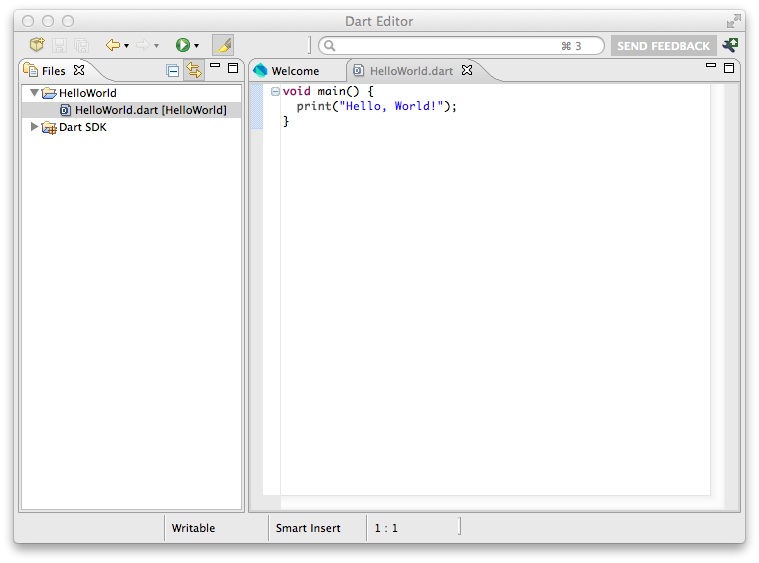 Dart Editor
⌘ 3
SEND FEEDBACK
Files
Welcome
HelloWorld.dart
HelloWorld
HelloWorld.dart [HelloWorld]
Dart SDK
void main() {
  print("Hello, World!");
}
Writable
Smart Insert
1 : 1